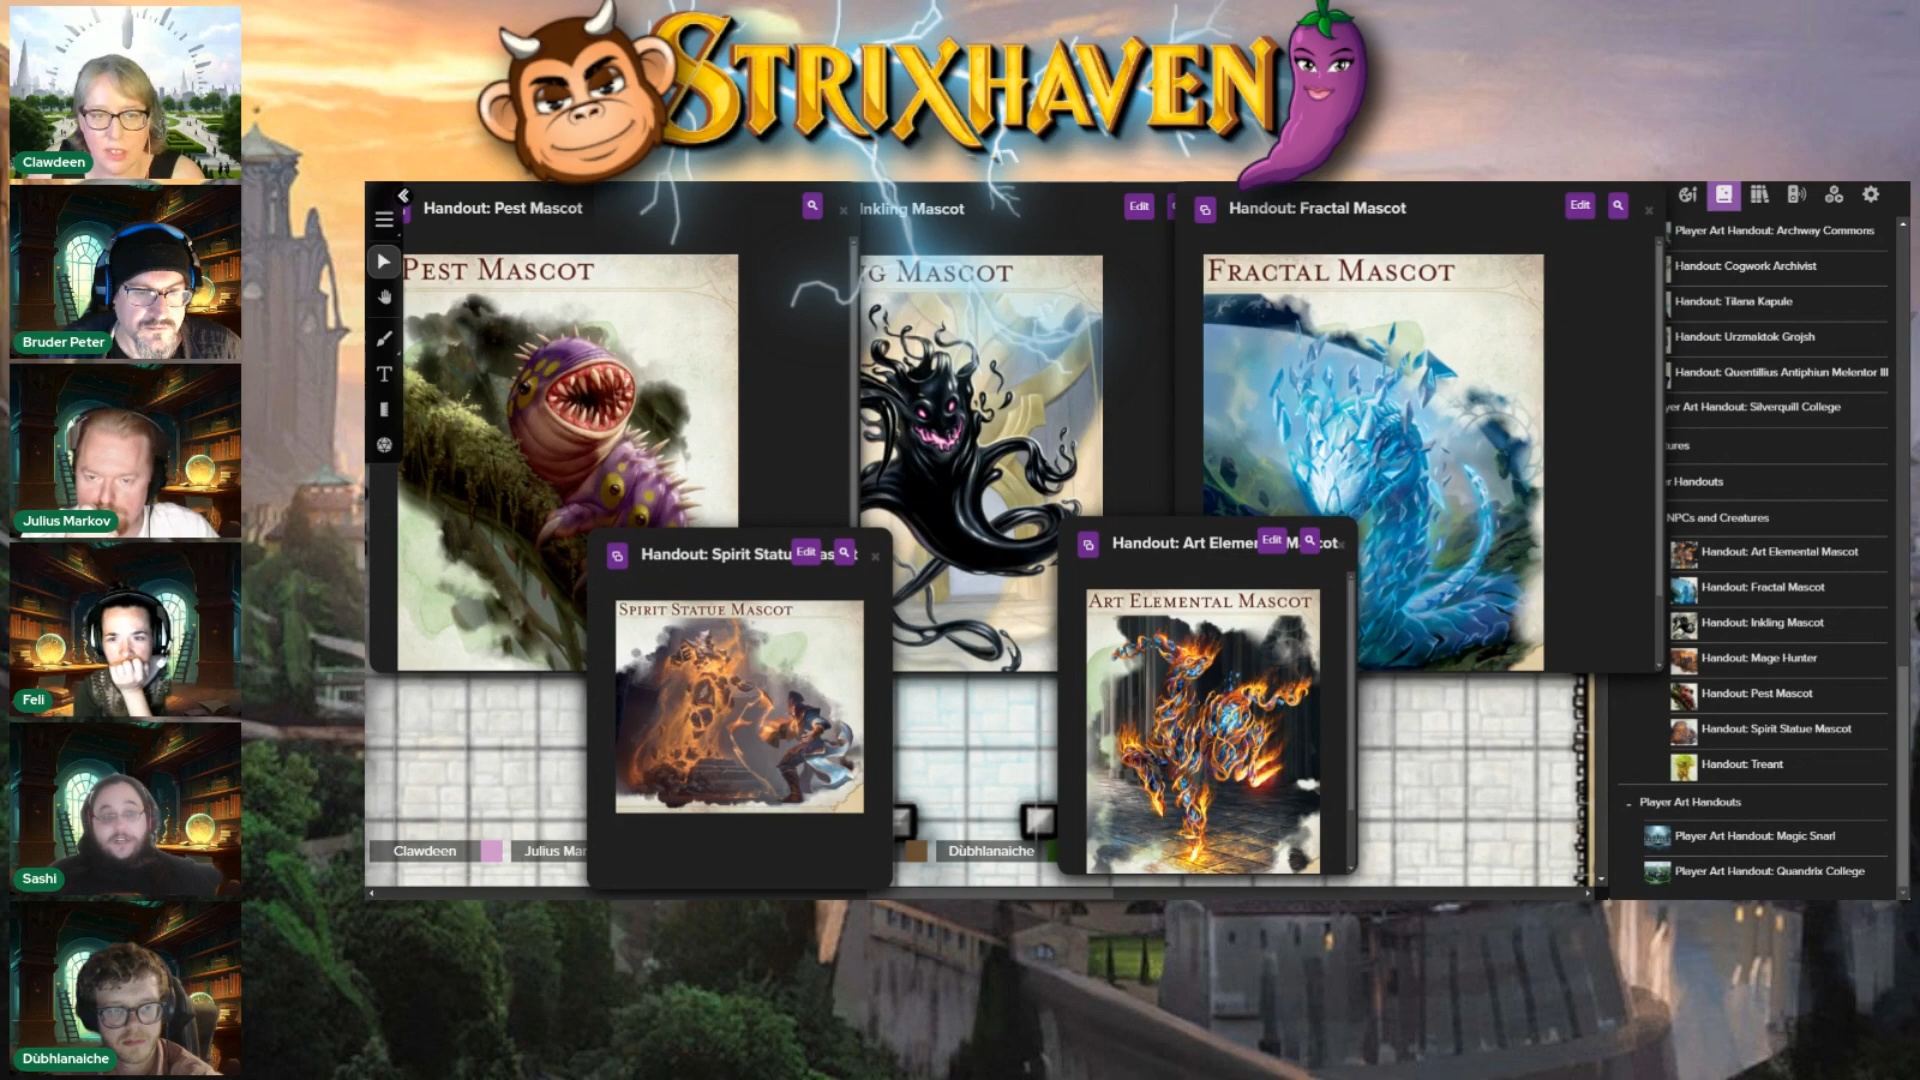 STRIXHAVEN
Clawdeen
Bruder Peter
Julius Markov
Feli
Sashi
Dùbhlanaiche
Handout: Pest Mascot
PEST MASCOT
Inkling Mascot
Edit
G MASCOT
Handout: Fractal Mascot
Edit
FRACTAL MASCOT
Handout: Spirit Statu
Edit
SPIRIT STATUE MASCOT
Handout: Art Elemen
Edit
cot
ART ELEMENTAL MASCOT
Clawdeen
Julius Mar
Dùbhlanaiche
Player Art Handout: Archway Commons
Handout: Cogwork Archivist
Handout: Tilana Kapule
Handout: Urzmaktok Grojsh
Handout: Quentillius Antiphiun Melentor III
yer Art Handout: Silverquill College
ures
r Handouts
NPCs and Creatures
Handout: Art Elemental Mascot
Handout: Fractal Mascot
Handout: Inkling Mascot
Handout: Mage Hunter
Handout: Pest Mascot
Handout: Spirit Statue Mascot
Handout: Treant
Player Art Handouts
Player Art Handout: Magic Snarl
Player Art Handout: Quandrix College